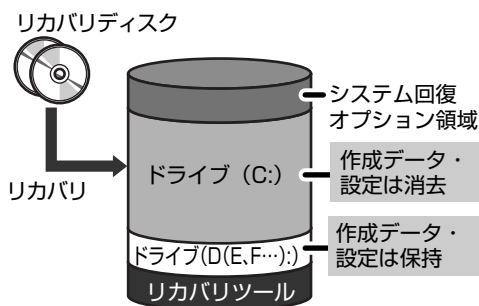 リカバリディスク
システム回復
オプション領域
ドライブ（C:）
作成データ・
設定は消去
リカバリ
ドライブ(D(E､F…):)
作成データ・
設定は保持
リカバリツール